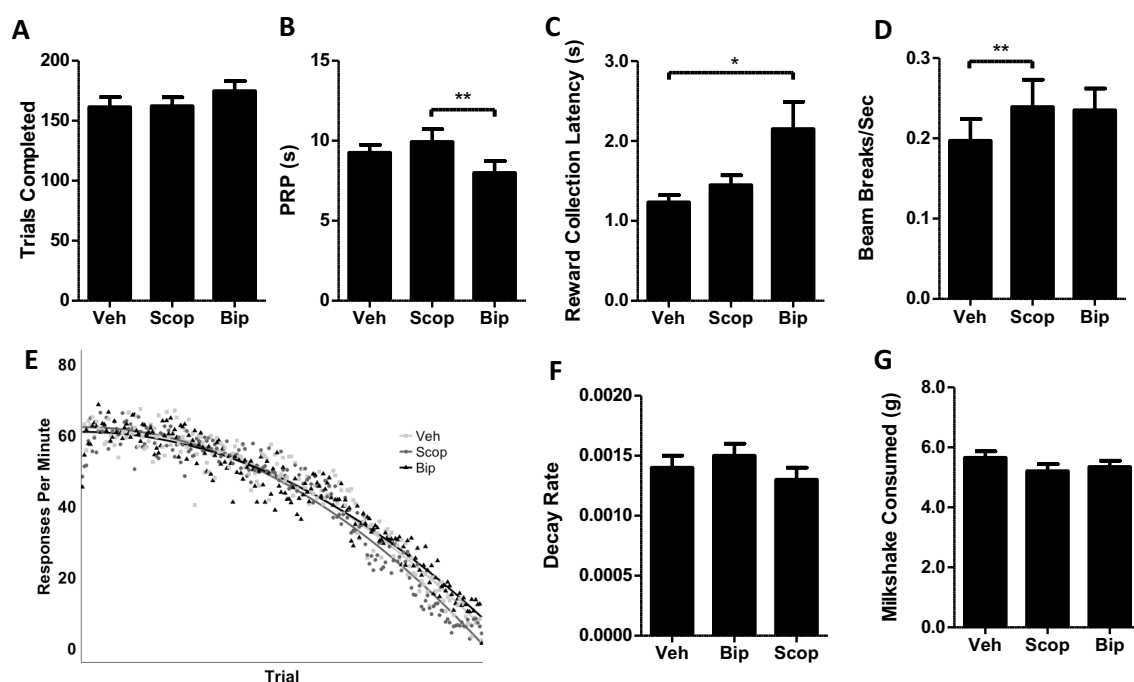 A
Trials Completed
200
150
100
50
0
Veh Scop Bip
B
PRP (s)
15
10
5
0
**
Veh Scop Bip
C
Reward Collection Latency (s)
3.0
2.0
1.0
0.0
*
Veh Scop Bip
D
Beam Breaks/Sec
0.3
0.2
0.1
0.0
**
Veh Scop Bip
E
Responses Per Minute
80
60
40
20
0
Veh
Scop
Bip
Trial
F
Decay Rate
0.0020
0.0015
0.0010
0.0005
0.0000
Veh Bip Scop
G
Milkshake Consumed (g)
8.0
6.0
4.0
2.0
0.0
Veh Scop Bip